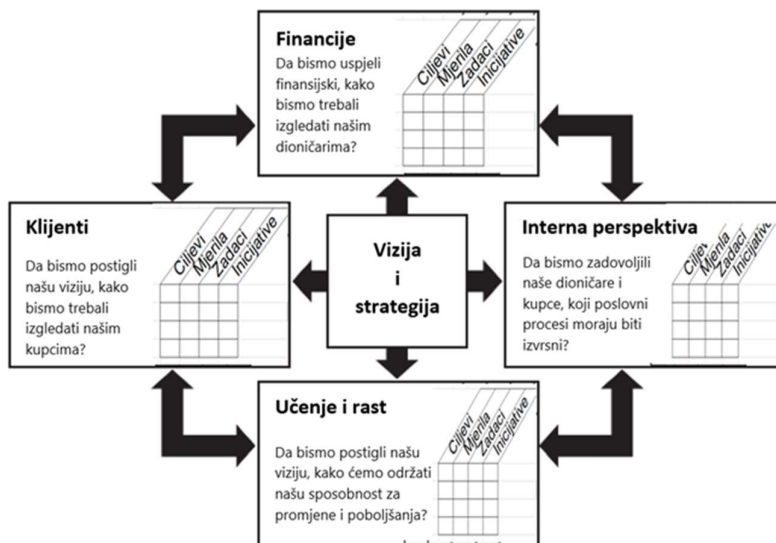 Financije
Da bismo uspjeli
finansijski, kako
bismo trebali
izgledati našim
dioničarima?
Ciljevi
Mjerila
Zadaci
Inicijative
Klijenti
Da bismo postigli
našu viziju, kako
bismo trebali
izgledati našim
kupcima?
Ciljevi
Mjerila
Zadaci
Inicijative
Vizija
i
strategija
Interna perspektiva
Da bismo zadovoljili
naše dioničare i
kupce, koji poslovni
procesi moraju biti
izvrsni?
Ciljevi
Mjerila
Zadaci
Inicijative
Učenje i rast
Da bismo postigli našu
viziju, kako ćemo održati
našu sposobnost za
promjene i poboljšanja?
Ciljevi
Mjerila
Zadaci
Inicijative